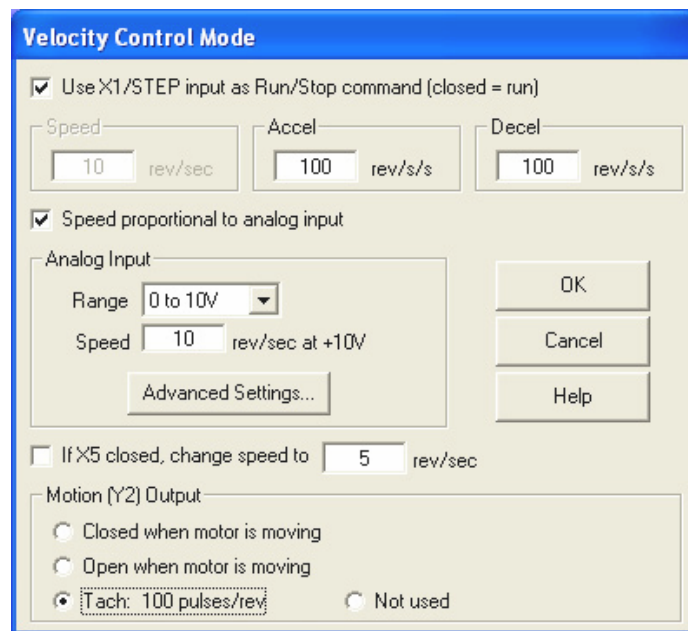 Velocity Control Mode
Use X1/STEP input as Run/Stop command (closed = run)
Speed
10 rev/sec
Accel
100 rev/s/s
Decel
100 rev/s/s
Speed proportional to analog input
Analog Input
Range 0 to 10V
Speed 10 rev/sec at +10V
Advanced Settings...
OK
Cancel
Help
If X5 closed, change speed to 5 rev/sec
Motion (Y2) Output
Closed when motor is moving
Open when motor is moving
Tach: 100 pulses/rev Not used